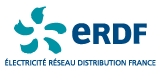 eRDF
ÉLECTRICITÉ RÉSEAU DISTRIBUTION FRANCE